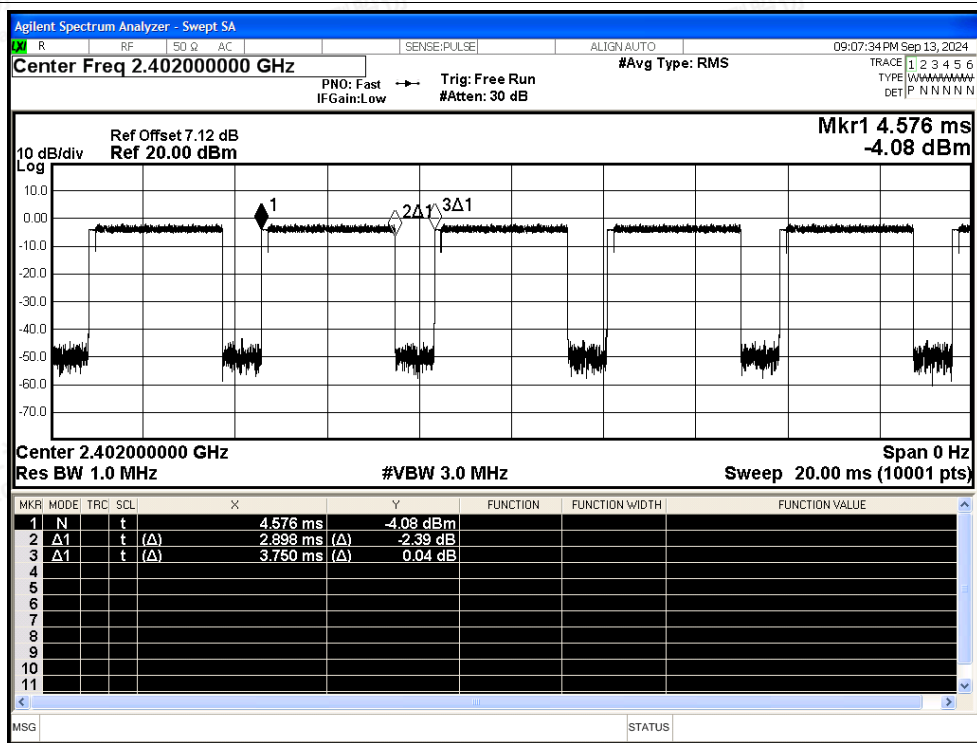 Agilent Spectrum Analyzer - Swept SA
LXI R RF 50 Ω AC SENSE:PULSE ALIGN AUTO 09:07:34 PM Sep 13, 2024
Center Freq 2.402000000 GHz #Avg Type: RMS TRACE 1 2 3 4 5 6
PNO: Fast Trig: Free Run TYPE
IFGain:Low #Atten: 30 dB DET P N N N N N
Mkr1 4.576 ms
Ref Offset 7.12 dB
10 dB/div Ref 20.00 dBm -4.08 dBm
Log
10.0
1 2Δ1 3Δ1
0.00
-10.0
-20.0
-30.0
-40.0
-50.0
-60.0
-70.0
Center 2.402000000 GHz Span 0 Hz
Res BW 1.0 MHz #VBW 3.0 MHz Sweep 20.00 ms (10001 pts)
MKR MODE TRC SCL X Y FUNCTION FUNCTION WIDTH FUNCTION VALUE
1 N t 4.576 ms -4.08 dBm
2 Δ1 t (Δ) 2.898 ms (Δ) -2.39 dB
3 Δ1 t (Δ) 3.750 ms (Δ) 0.04 dB
4
5
6
7
8
9
10
11
MSG STATUS